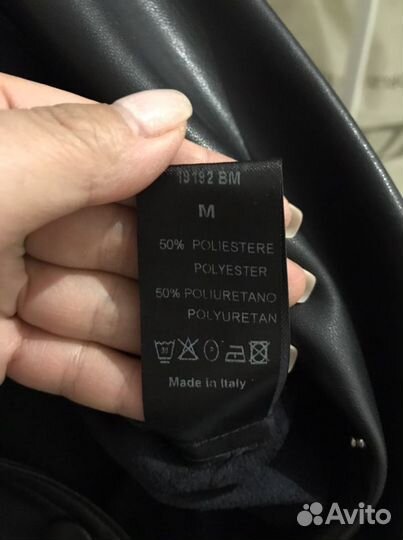 19192 BM
M
50% POLIESTERE
POLYESTER
50% POLIURETANO
POLYURETAN
Made in Italy
Avito